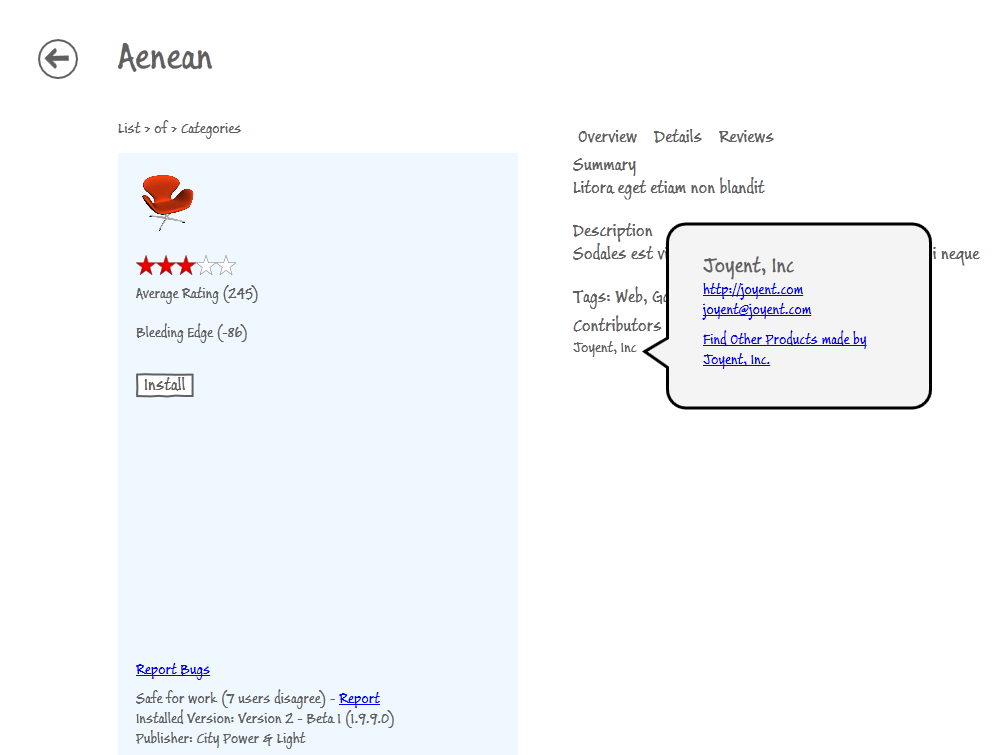 Aenean
List > of > Categories
Average Rating (245)
Bleeding Edge (-86)
Install
Report Bugs
Safe for work (7 users disagree) - Report
Installed Version: Version 2 - Beta 1 (1.9.9.0)
Publisher: City Power & Light
Overview Details Reviews
Summary
Litora eget etiam non blandit
Description
Sodales est i neque
Tags: Web,
Contributors
Joyent, Inc
Joyent, Inc
http://joyent.com
joyent@joyent.com
Find Other Products made by
Joyent, Inc.